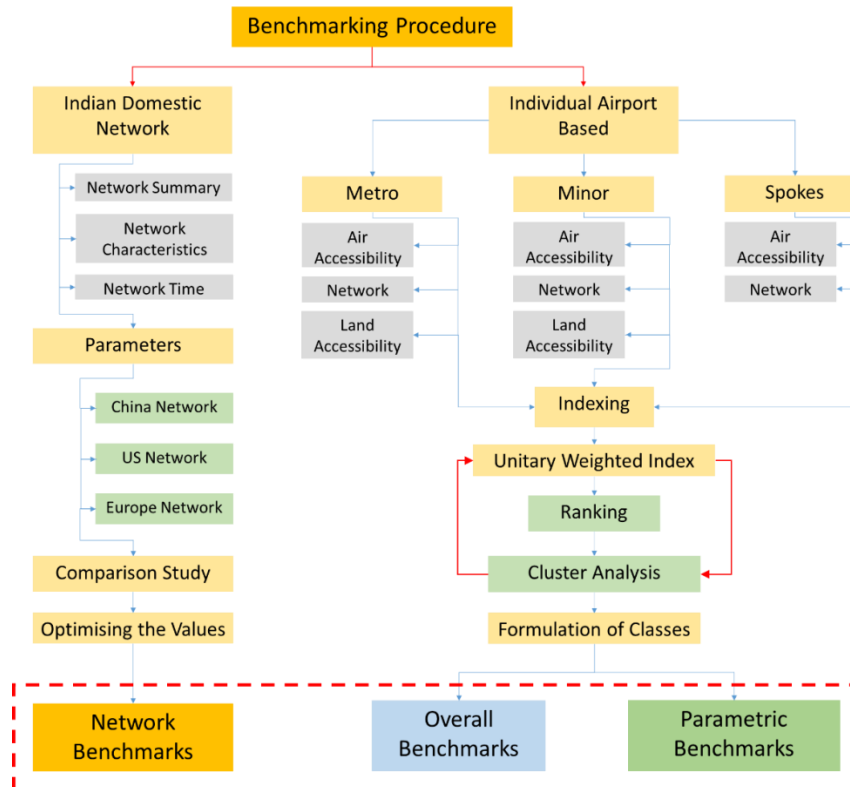 Benchmarking Procedure
Indian Domestic
Network
Network Summary
Network
Characteristics
Network Time
Parameters
China Network
US Network
Europe Network
Comparison Study
Optimising the Values
Network
Benchmarks
Individual Airport
Based
Metro
Air
Accessibility
Network
Land
Accessibility
Minor
Air
Accessibility
Network
Land
Accessibility
Spokes
Air
Accessibility
Network
Indexing
Unitary Weighted Index
Ranking
Cluster Analysis
Formulation of Classes
Overall
Benchmarks
Parametric
Benchmarks